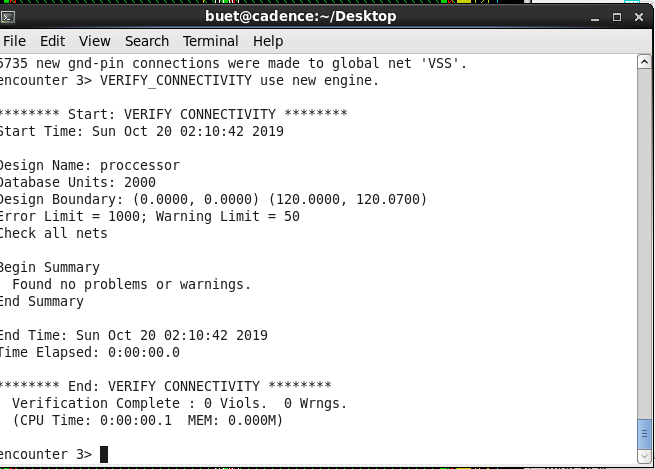 buet@cadence:~/Desktop
File Edit View Search Terminal Help
5735 new gnd-pin connections were made to global net 'VSS'.
encounter 3> VERIFY_CONNECTIVITY use new engine.
******** Start: VERIFY CONNECTIVITY ********
Start Time: Sun Oct 20 02:10:42 2019
Design Name: proccessor
Database Units: 2000
Design Boundary: (0.0000, 0.0000) (120.0000, 120.0700)
Error Limit = 1000; Warning Limit = 50
Check all nets
Begin Summary
Found no problems or warnings.
End Summary
End Time: Sun Oct 20 02:10:42 2019
Time Elapsed: 0:00:00.0
******** End: VERIFY CONNECTIVITY ********
Verification Complete : 0 Viols. 0 Wrngs.
(CPU Time: 0:00:00.1 MEM: 0.000M)
encounter 3>